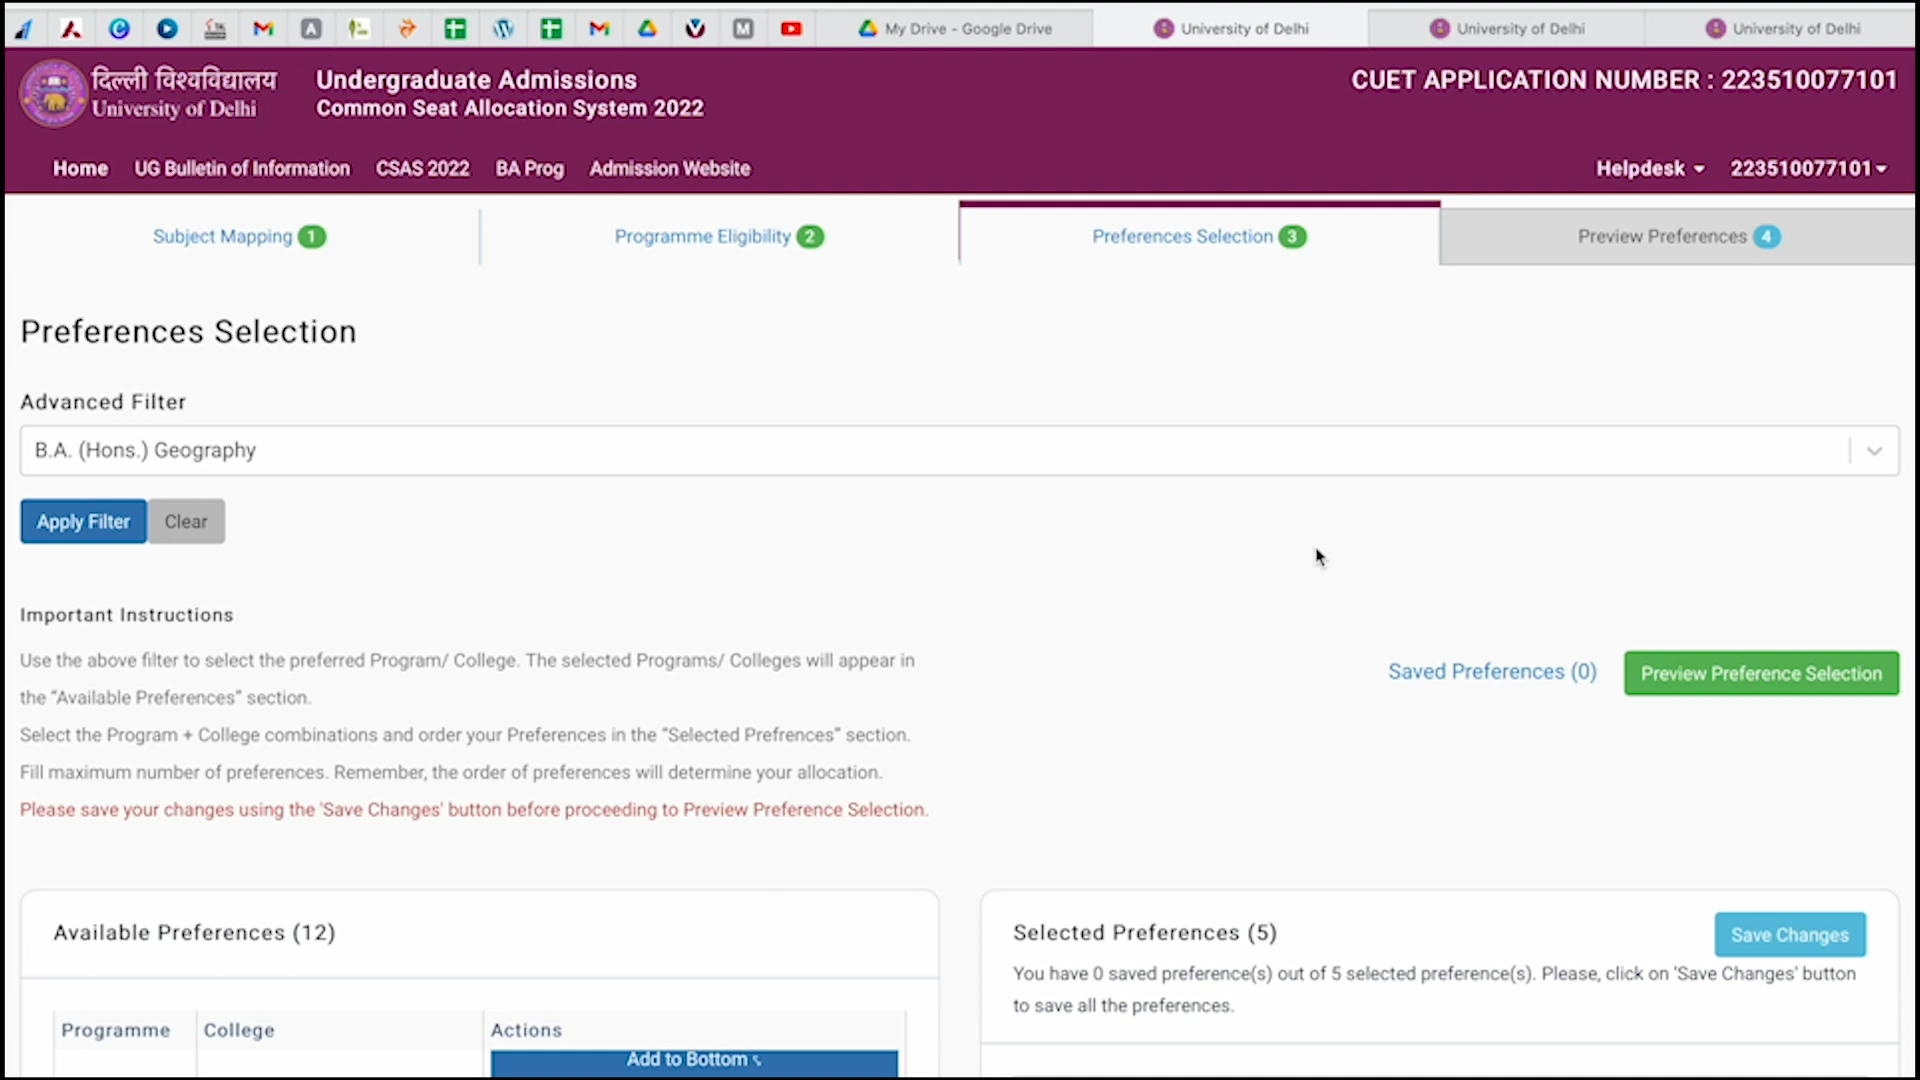 My Drive - Google Drive
University of Delhi
University of Delhi
University of Delhi
दिल्ली विश्वविद्यालय
University of Delhi
Undergraduate Admissions
Common Seat Allocation System 2022
CUET APPLICATION NUMBER : 223510077101
Home UG Bulletin of Information CSAS 2022 BA Prog Admission Website
Helpdesk 223510077101
Subject Mapping 1
Programme Eligibility 2
Preferences Selection 3
Preview Preferences 4
Preferences Selection
Advanced Filter
B.A. (Hons.) Geography
Apply Filter Clear
Important Instructions
Use the above filter to select the preferred Program/ College. The selected Programs/ Colleges will appear in
the “Available Preferences” section.
Select the Program + College combinations and order your Preferences in the “Selected Prefrences” section.
Fill maximum number of preferences. Remember, the order of preferences will determine your allocation.
Please save your changes using the 'Save Changes' button before proceeding to Preview Preference Selection.
Saved Preferences (0)
Preview Preference Selection
Available Preferences (12)
Programme College Actions
Add to Bottom
Selected Preferences (5)
Save Changes
You have 0 saved preference(s) out of 5 selected preference(s). Please, click on 'Save Changes' button
to save all the preferences.